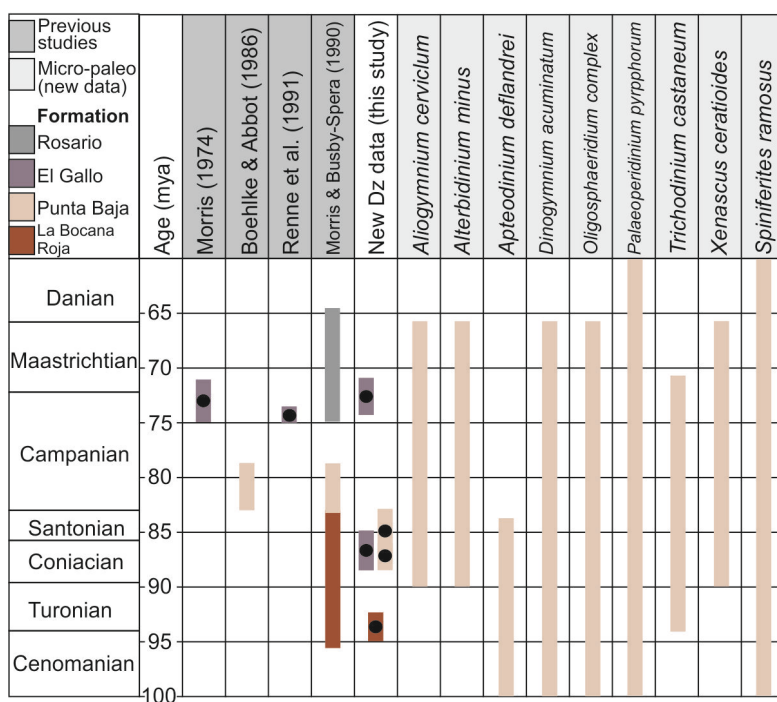 Previous
studies
Micro-paleo
(new data)
Formation
Rosario
El Gallo
Punta Baja
La Bocana
Roja
Age (mya)
Morris (1974)
Boehlke & Abbot (1986)
Renne et al. (1991)
Morris & Busby-Spera (1990)
New Dz data (this study)
Aliogymnium cerviclum
Alterbidinium minus
Apteodinium deflandrei
Dinogymnium acuminatum
Oligosphaeridium complex
Palaeoperidinium pyrpphorum
Trichodinium castaneum
Xenascus ceratioides
Spiniferites ramosus
Danian
Maastrichtian
Campanian
Santonian
Coniacian
Turonian
Cenomanian
65
70
75
80
85
90
95
100